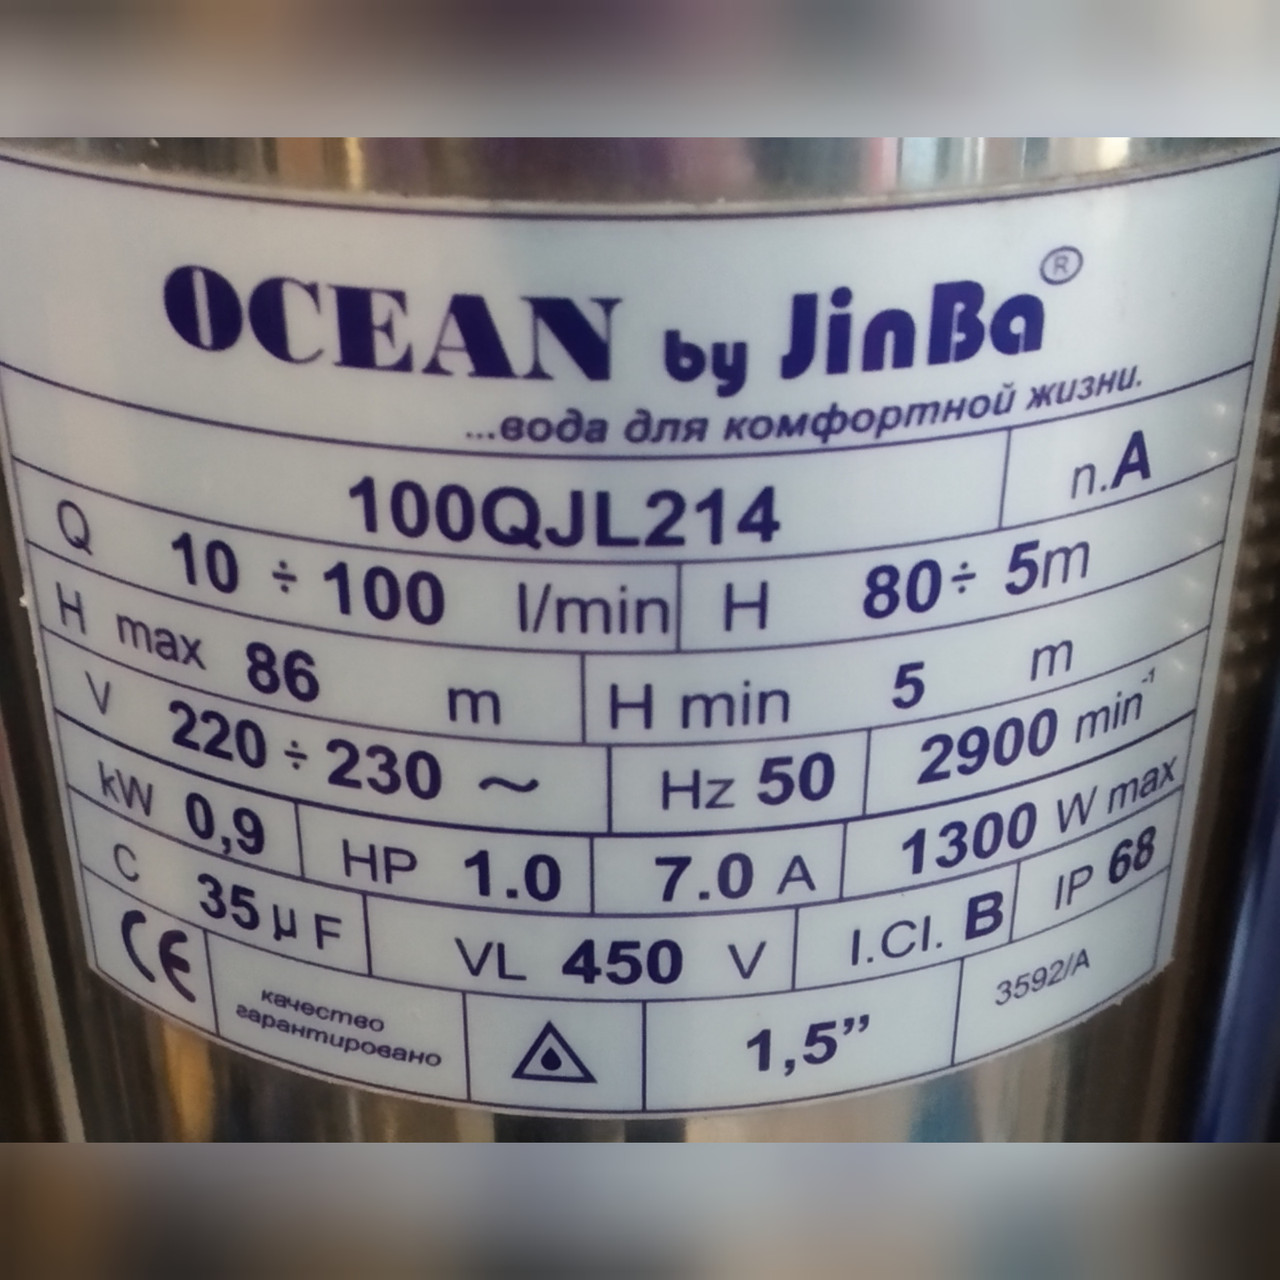 OCEAN by JinBa®
...вода для комфортной жизни.
100QJL214 n.A
Q 10 ÷ 100 l/min H 80÷ 5m
H max 86 m H min 5 m
V 220 ÷ 230 ~ Hz 50 2900 min⁻¹
kW 0,9 HP 1.0 7.0 A 1300 W max
C 35 µF VL 450 V I.Cl. B IP 68
CE качество гарантировано 1,5” 3592/A